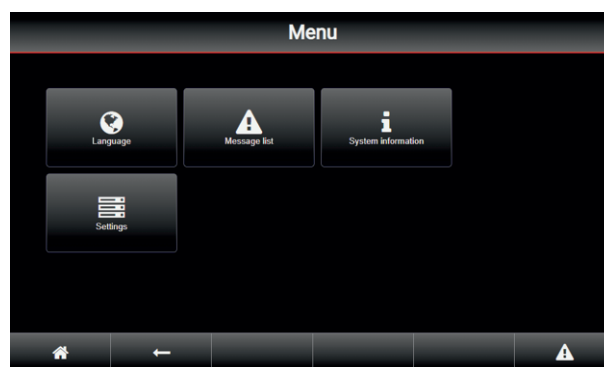 Menu
Language
Message list
System information
Settings